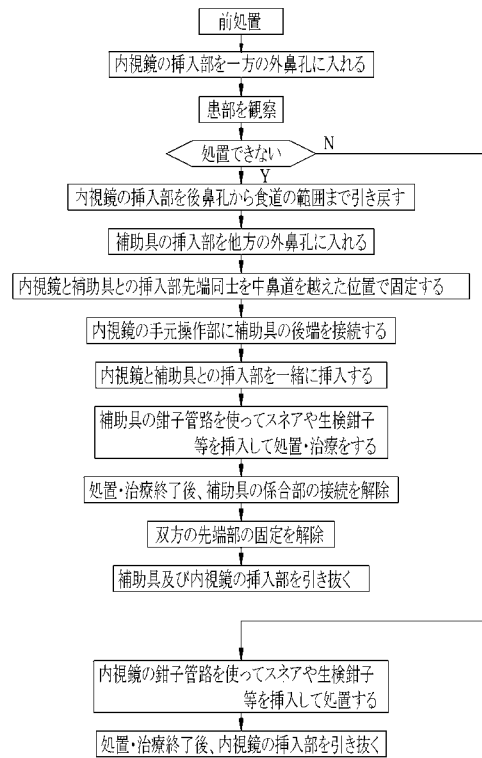 前処置
内視鏡の挿入部を一方の外鼻孔に入れる
患部を観察
処置できない
N
Y
内視鏡の挿入部を後鼻孔から食道の範囲まで引き戻す
補助具の挿入部を他方の外鼻孔に入れる
内視鏡と補助具との挿入部先端同士を中鼻道を越えた位置で固定する
内視鏡の手元操作部に補助具の後端を接続する
内視鏡と補助具との挿入部を一緒に挿入する
補助具の鉗子管路を使ってスネアや生検鉗子
等を挿入して処置・治療をする
処置・治療終了後、補助具の係合部の接続を解除
双方の先端部の固定を解除
補助具及び内視鏡の挿入部を引き抜く
内視鏡の鉗子管路を使ってスネアや生検鉗子
等を挿入して処置する
処置・治療終了後、内視鏡の挿入部を引き抜く